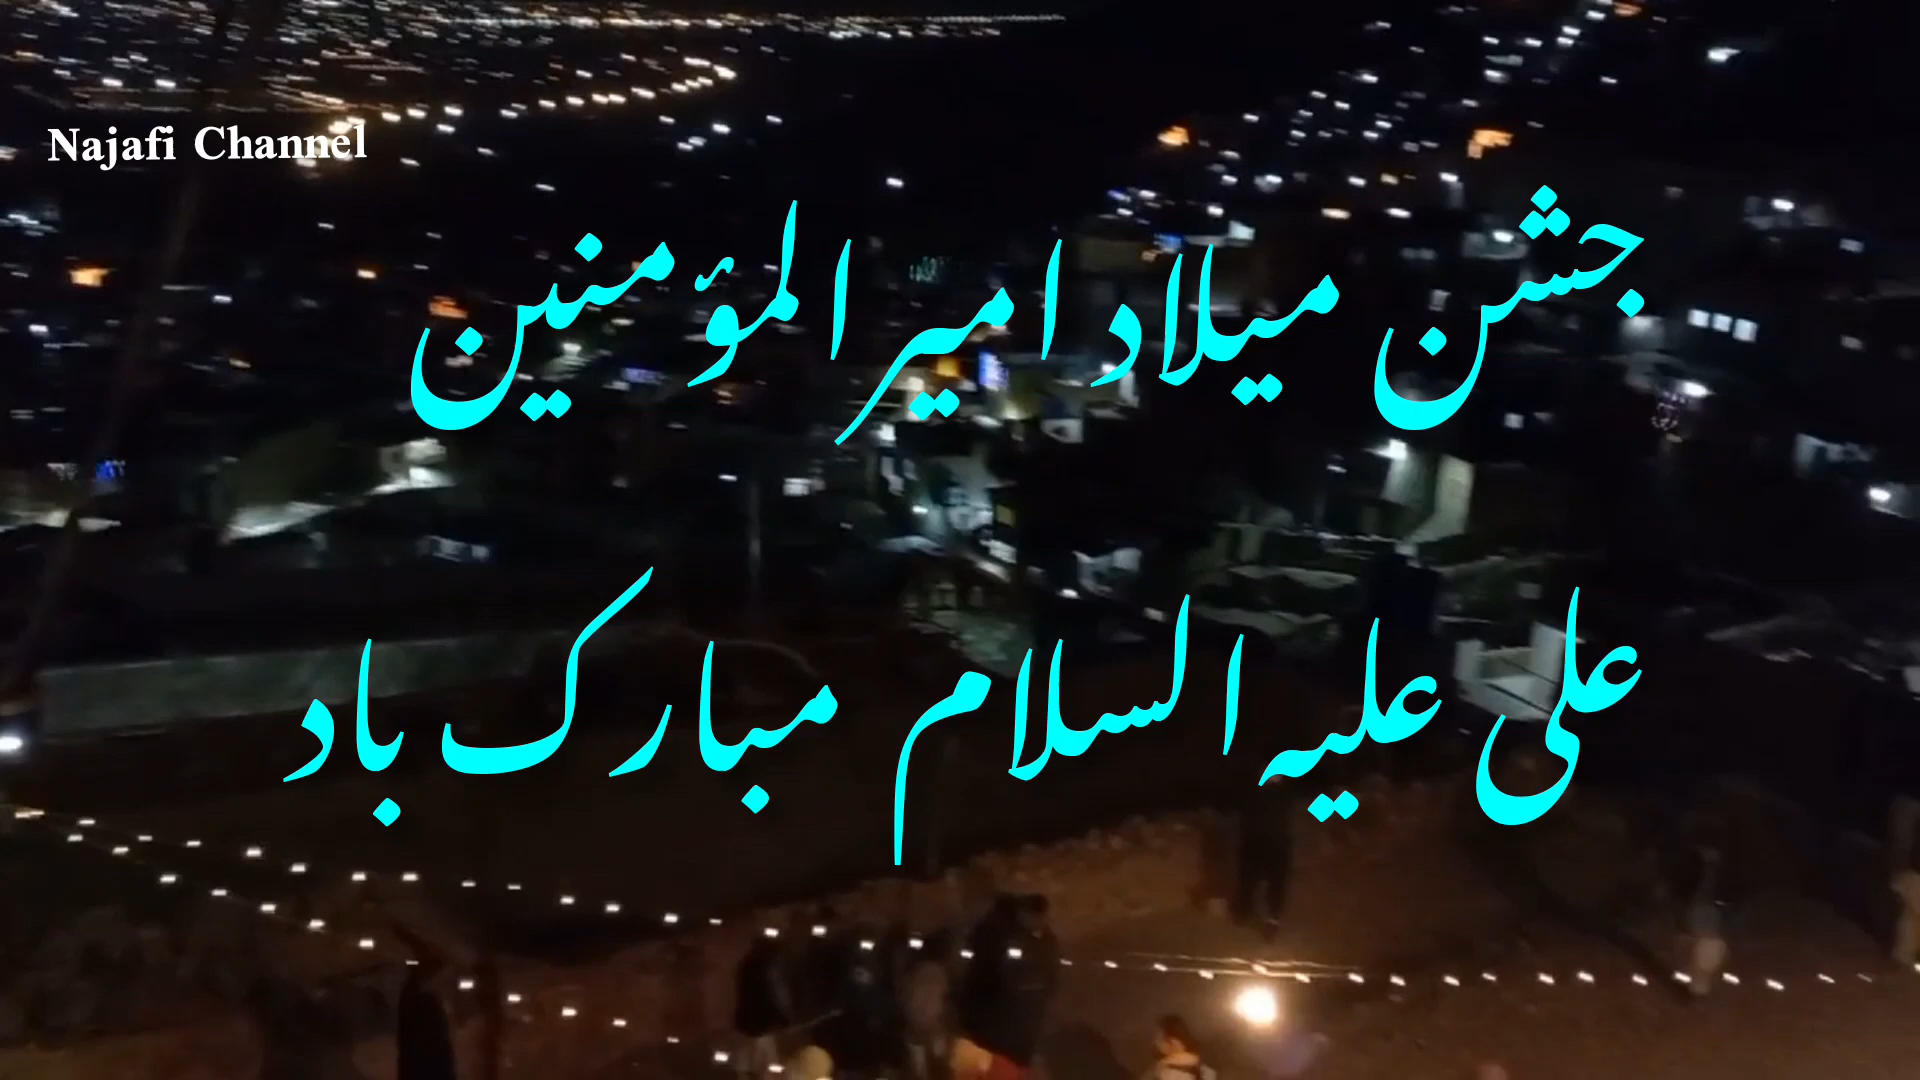 Najafi Channel
جشن میلاد امیر المؤمنین
علی علیہ السلام مبارک باد